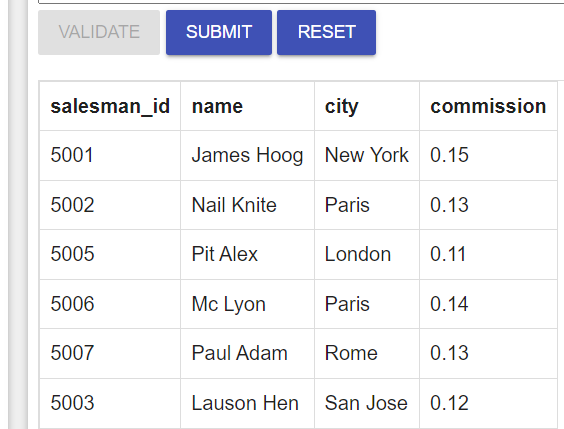 VALIDATE SUBMIT RESET
salesman_id name city commission
5001 James Hoog New York 0.15
5002 Nail Knite Paris 0.13
5005 Pit Alex London 0.11
5006 Mc Lyon Paris 0.14
5007 Paul Adam Rome 0.13
5003 Lauson Hen San Jose 0.12